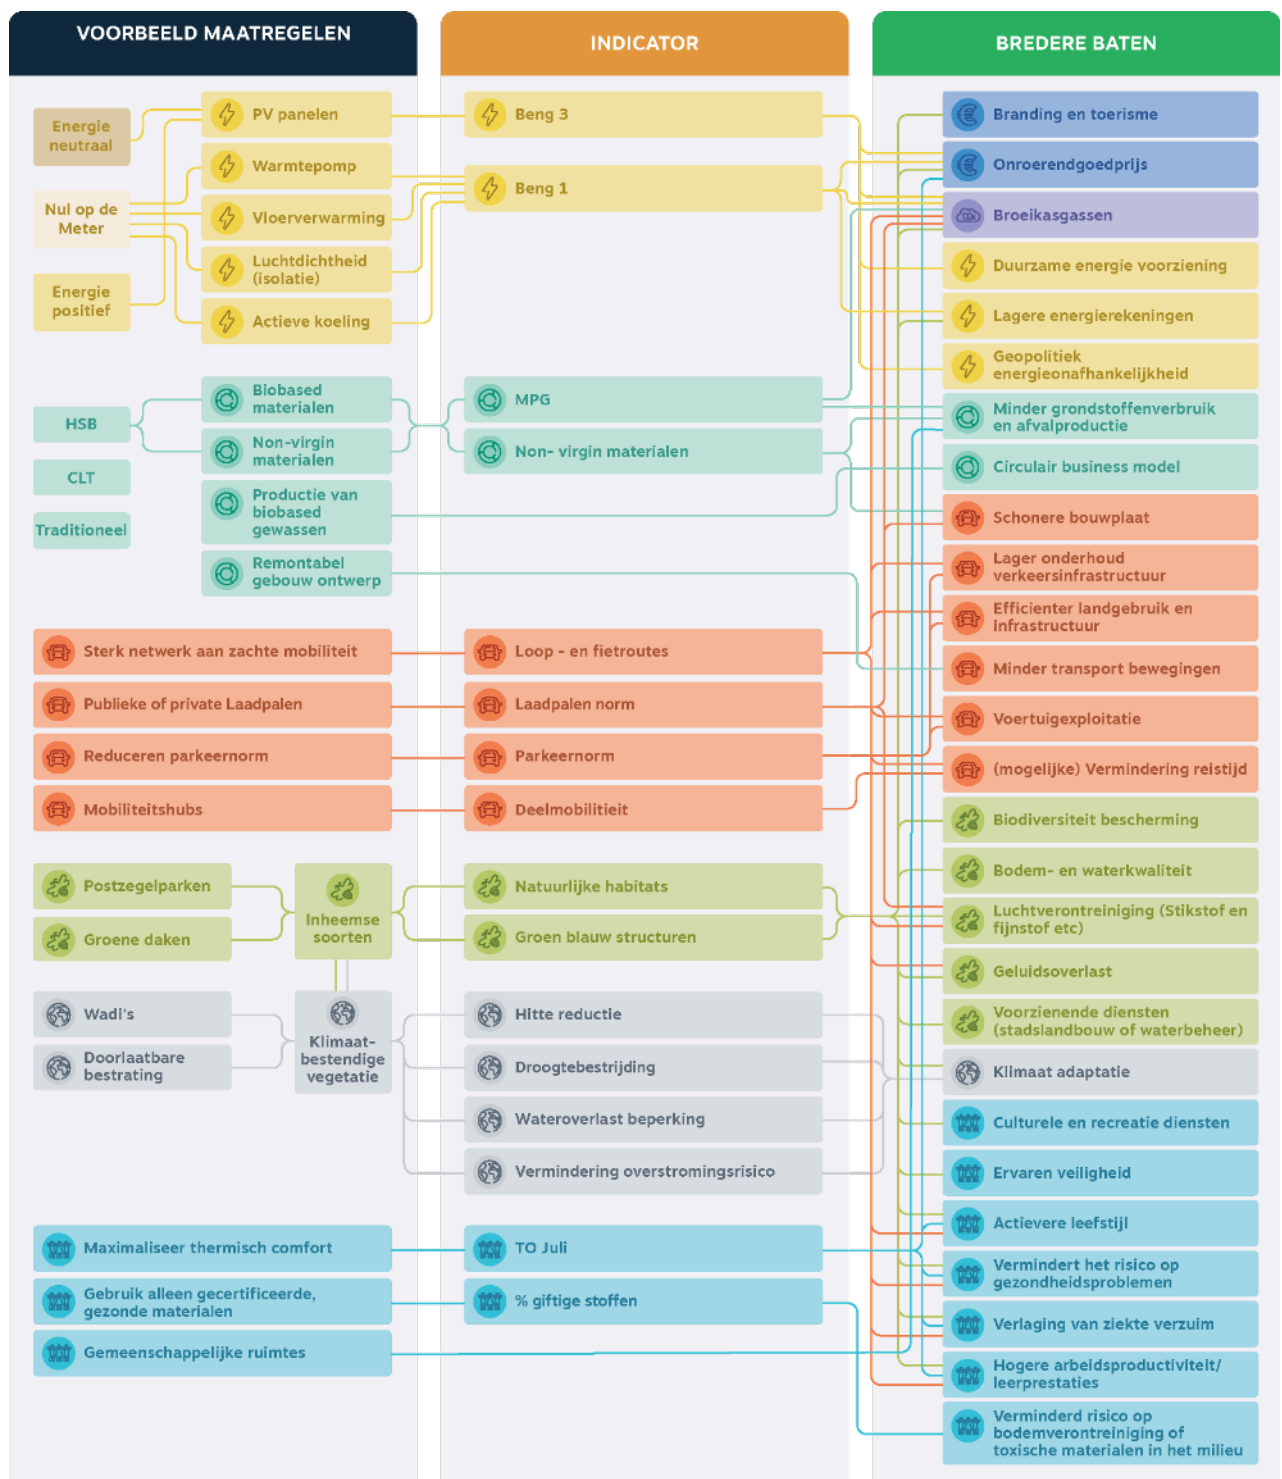 VOORBEELD MAATREGELEN
Energie
neutraal
Nul op de
Meter
Energie
positief
PV panelen
Warmtepomp
Vloerverwarming
Luchtdichtheid
(isolatie)
Actieve koeling
HSB
CLT
Traditioneel
Biobased
materialen
Non-virgin
materialen
Productie van
biobased
gewassen
Remontabel
gebouw ontwerp
Sterk netwerk aan zachte mobiliteit
Publieke of private Laadpalen
Reduceren parkeernorm
Mobiliteitshubs
Postzegelparken
Groene daken
Inheemse
soorten
Wadi's
Doorlaatbare
bestrating
Klimaat-
bestendige
vegetatie
Maximaliseer thermisch comfort
Gebruik alleen gecertificeerde,
gezonde materialen
Gemeenschappelijke ruimtes
INDICATOR
Beng 3
Beng 1
MPG
Non- virgin materialen
Loop - en fietroutes
Laadpalen norm
Parkeernorm
Deelmobilitieit
Natuurlijke habitats
Groen blauw structuren
Hitte reductie
Droogtebestrijding
Wateroverlast beperking
Vermindering overstromingsrisico
TO Juli
% giftige stoffen
BREDERE BATEN
Branding en toerisme
Onroerendgoedprijs
Broeikasgassen
Duurzame energie voorziening
Lagere energierekeningen
Geopolitiek
energieonafhankelijkheid
Minder grondstoffenverbruik
en afvalproductie
Circulair business model
Schonere bouwplaat
Lager onderhoud
verkeersinfrastructuur
Efficienter landgebruik en
infrastructuur
Minder transport bewegingen
Voertuigexploitatie
(mogelijke) Vermindering reistijd
Biodiversiteit bescherming
Bodem- en waterkwaliteit
Luchtverontreiniging (Stikstof en
fijnstof etc)
Geluidsoverlast
Voorzienende diensten
(stadslandbouw of waterbeheer)
Klimaat adaptatie
Culturele en recreatie diensten
Ervaren veiligheid
Actievere leefstijl
Vermindert het risico op
gezondheidsproblemen
Verlaging van ziekte verzuim
Hogere arbeidsproductiviteit/
leerprestaties
Verminderd risico op
bodemverontreiniging of
toxische materialen in het milieu